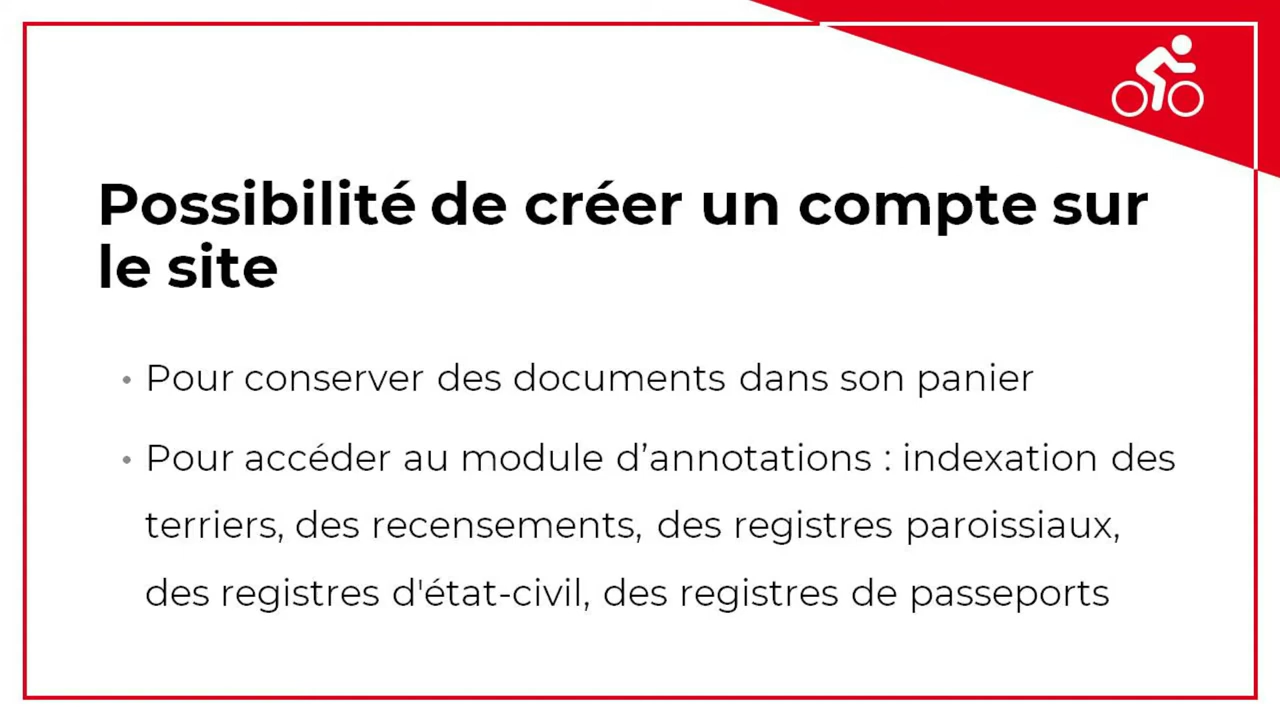 Possibilité de créer un compte sur
le site
• Pour conserver des documents dans son panier
• Pour accéder au module d’annotations : indexation des
terriers, des recensements, des registres paroissiaux,
des registres d'état-civil, des registres de passeports